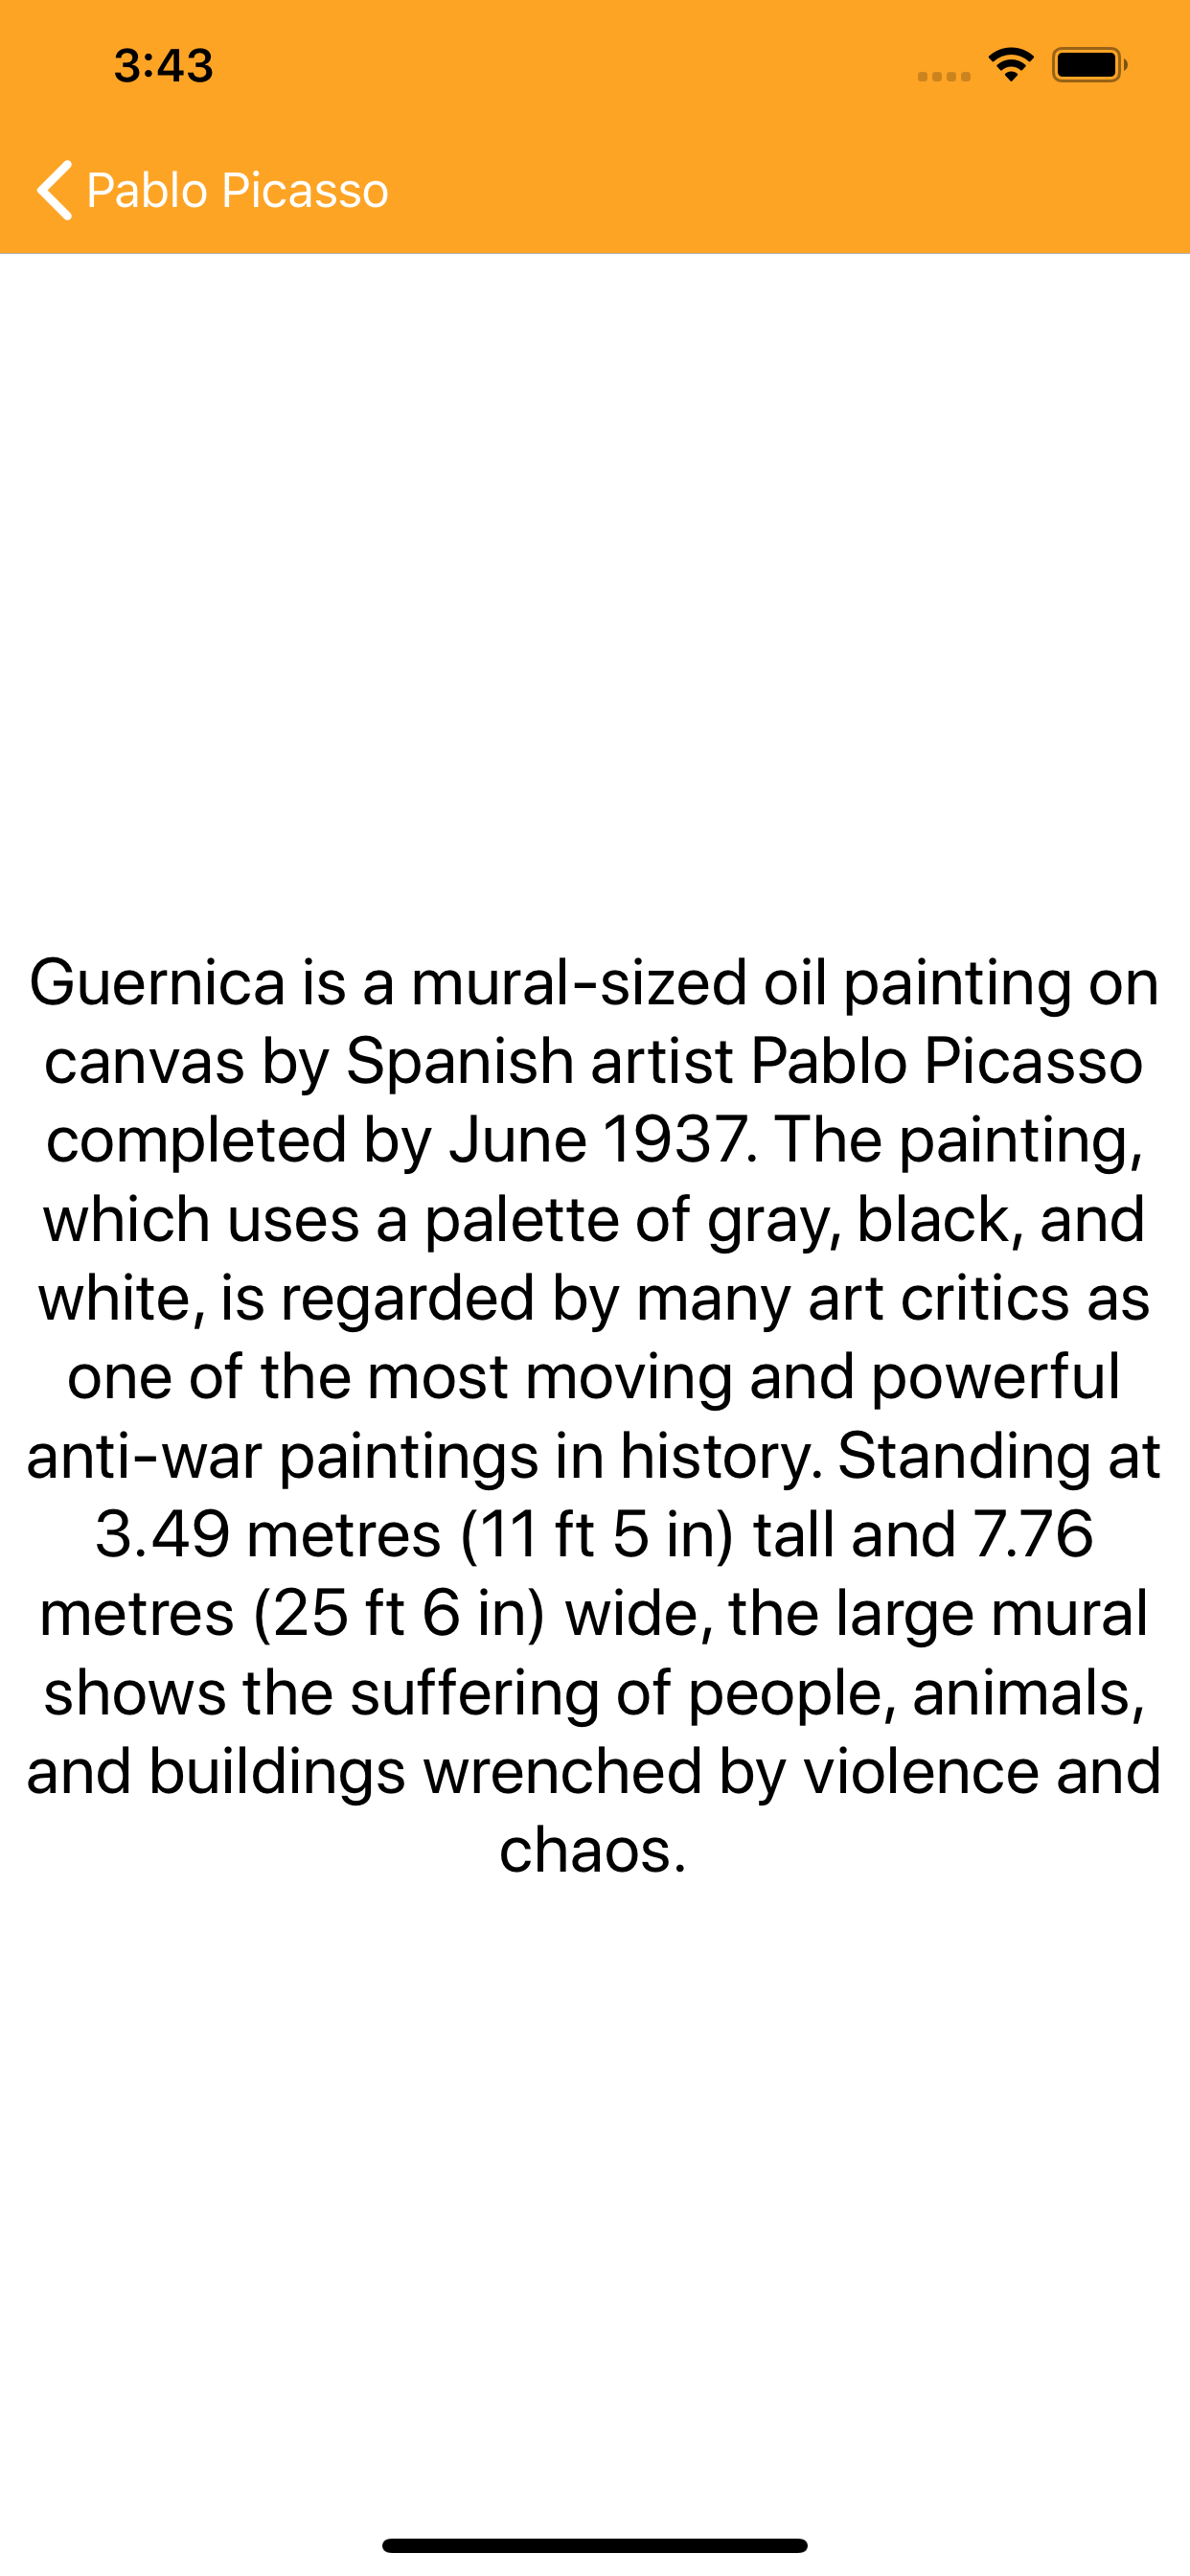 3:43
Pablo Picasso
Guernica is a mural-sized oil painting on
canvas by Spanish artist Pablo Picasso
completed by June 1937. The painting,
which uses a palette of gray, black, and
white, is regarded by many art critics as
one of the most moving and powerful
anti-war paintings in history. Standing at
3.49 metres (11 ft 5 in) tall and 7.76
metres (25 ft 6 in) wide, the large mural
shows the suffering of people, animals,
and buildings wrenched by violence and
chaos.